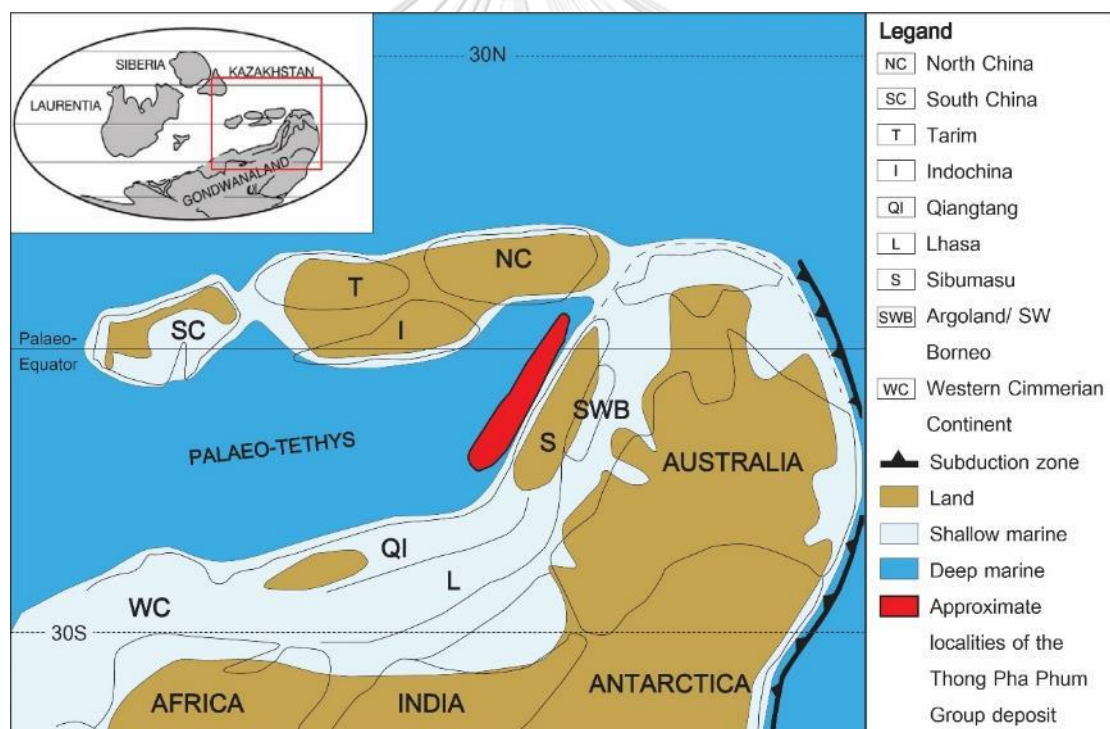 SIBERIA
KAZAKHSTAN
LAURENTIA
GONDWANALAND
30N
NC
T
SC
I
Palaeo-
Equator
SWB
PALAEO-TETHYS
S
AUSTRALIA
QI
L
WC
30S
ANTARCTICA
AFRICA
INDIA
Legand
NC North China
SC South China
T Tarim
I Indochina
QI Qiangtang
L Lhasa
S Sibumasu
SWB Argoland/ SW
Borneo
WC Western Cimmerian
Continent
Subduction zone
Land
Shallow marine
Deep marine
Approximate
localities of the
Thong Pha Phum
Group deposit